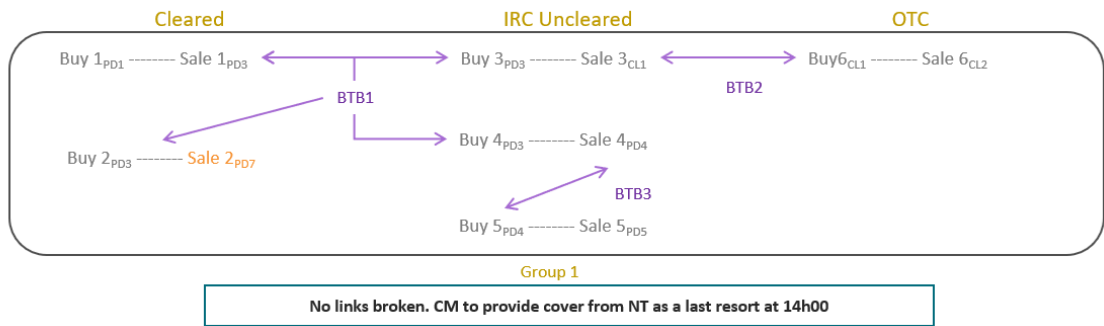 Cleared IRC Uncleared OTC
Buy 1PD1 -------- Sale 1PD3 Buy 3PD3 -------- Sale 3CL1 Buy6CL1 -------- Sale 6CL2
BTB1 BTB2
Buy 4PD3 -------- Sale 4PD4
Buy 2PD3 -------- Sale 2PD7
BTB3
Buy 5PD4 -------- Sale 5PD5
Group 1
No links broken. CM to provide cover from NT as a last resort at 14h00